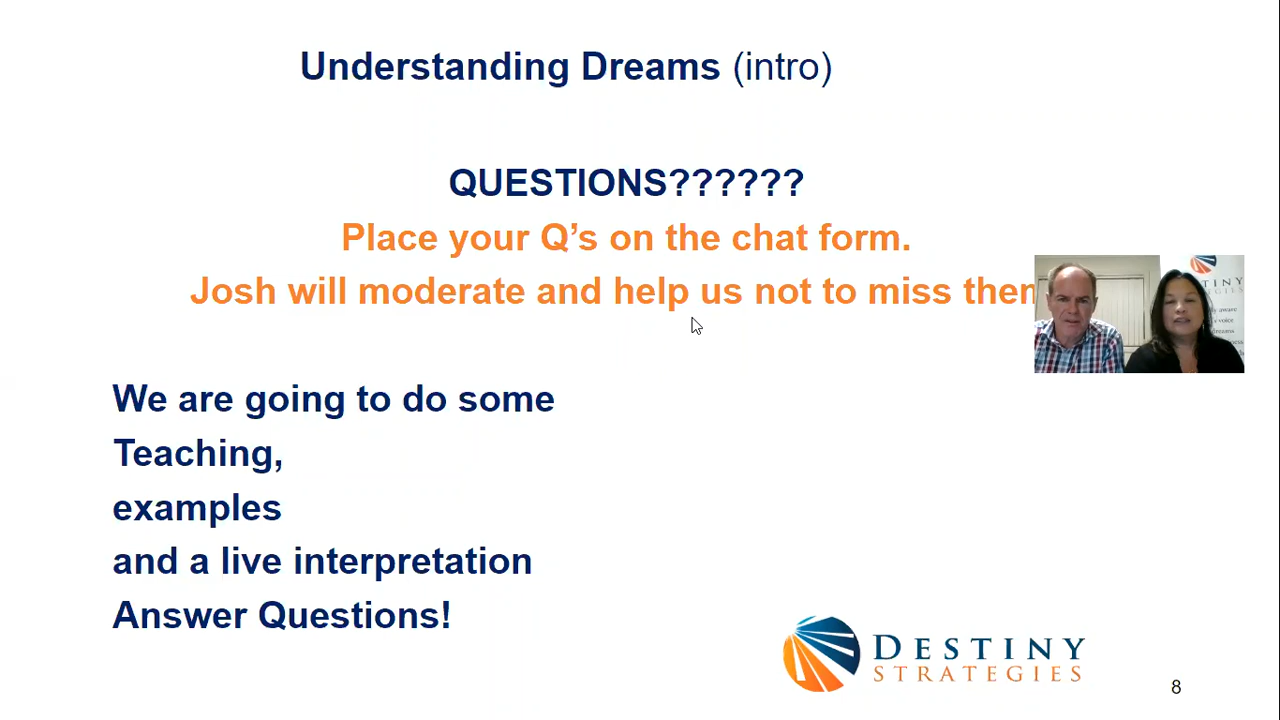 Understanding Dreams (intro)
QUESTIONS??????
Place your Q’s on the chat form.
Josh will moderate and help us not to miss
We are going to do some
Teaching,
examples
and a live interpretation
Answer Questions!
DESTINY
STRATEGIES
8